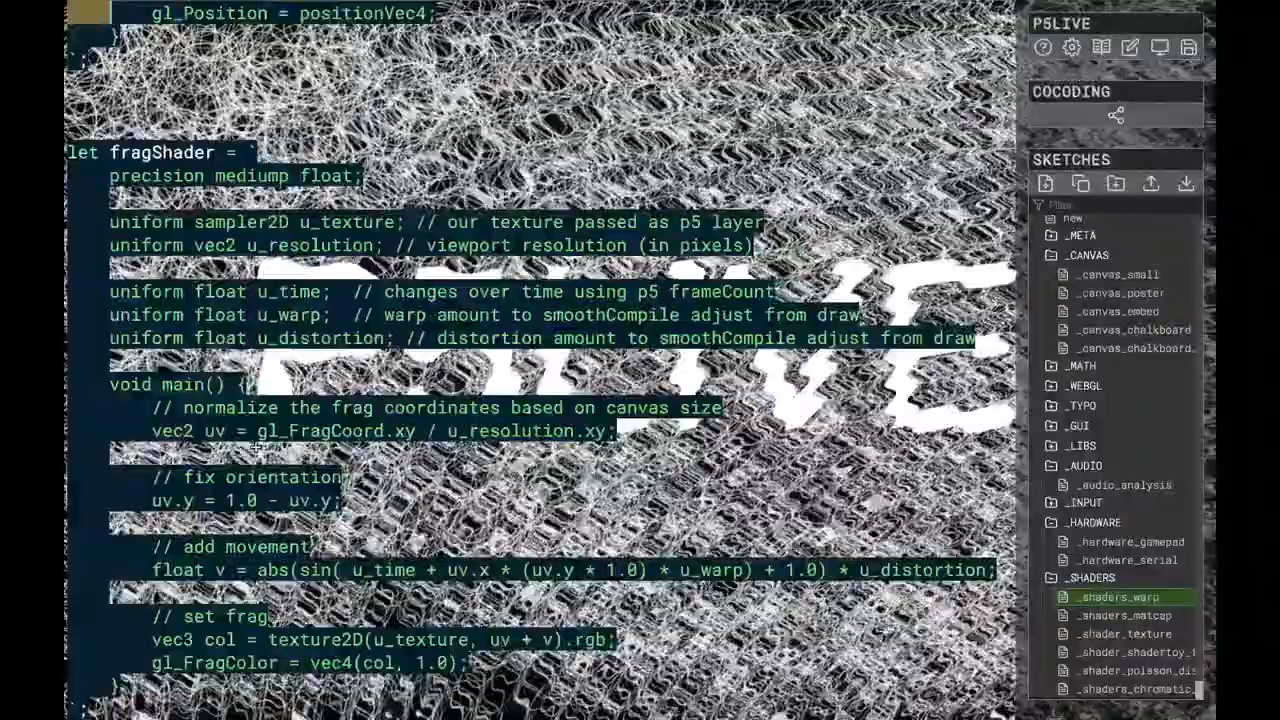 gl_Position = positionVec4;
}
`;
let fragShader = `
precision mediump float;
uniform sampler2D u_texture; // our texture passed as p5 layer
uniform vec2 u_resolution; // viewport resolution (in pixels)
uniform float u_time;  // changes over time using p5 frameCount
uniform float u_warp;  // warp amount to smoothCompile adjust from draw
uniform float u_distortion; // distortion amount to smoothCompile adjust from draw
void main() {
// normalize the frag coordinates based on canvas size
vec2 uv = gl_FragCoord.xy / u_resolution.xy;
// fix orientation
uv.y = 1.0 - uv.y;
// add movement
float v = abs(sin( u_time + uv.x * (uv.y * 1.0) * u_warp) + 1.0) * u_distortion;
// set frag
vec3 col = texture2D(u_texture, uv + v).rgb;
gl_FragColor = vec4(col, 1.0);
}
`;
P5LIVE
COCODING
SKETCHES
Filter
new
_META
_CANVAS
_canvas_small
_canvas_poster
_canvas_embed
_canvas_chalkboard
_canvas_chalkboard.
_MATH
_WEBGL
_TYPO
_GUI
_LIBS
_AUDIO
_audio_analysis
_INPUT
_HARDWARE
_hardware_gamepad
_hardware_serial
_SHADERS
_shaders_warp
_shaders_matcap
_shader_texture
_shader_shadertoy_
_shader_poisson_dis
_shaders_chromatic_